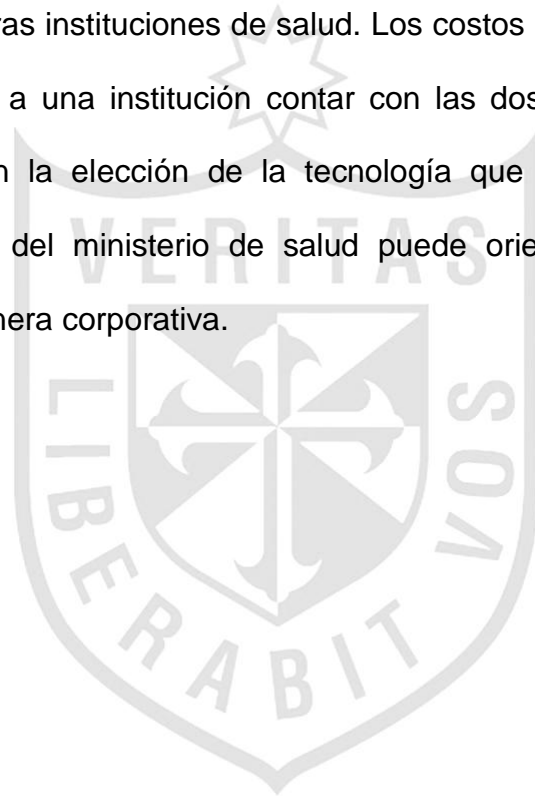 ras instituciones de salud. Los costos
a una institución contar con las dos
la elección de la tecnología que
del ministerio de salud puede
nera corporativa.
VERITAS
LIBERABIT VOS